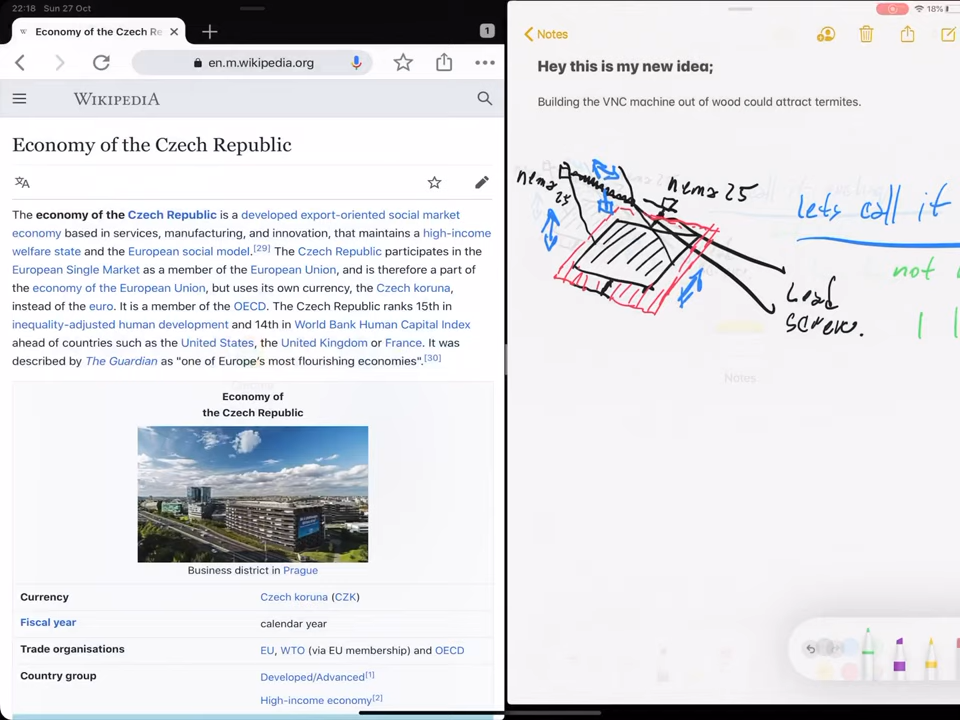 22:18 Sun 27 Oct
18%
W Economy of the Czech Re
1
en.m.wikipedia.org
WIKIPEDIA
Economy of the Czech Republic
The economy of the Czech Republic is a developed export-oriented social market
economy based in services, manufacturing, and innovation, that maintains a high-income
welfare state and the European social model.[29] The Czech Republic participates in the
European Single Market as a member of the European Union, and is therefore a part of
the economy of the European Union, but uses its own currency, the Czech koruna,
instead of the euro. It is a member of the OECD. The Czech Republic ranks 15th in
inequality-adjusted human development and 14th in World Bank Human Capital Index
ahead of countries such as the United States, the United Kingdom or France. It was
described by The Guardian as "one of Europe's most flourishing economies".[30]
Economy of
the Czech Republic
Business district in Prague
Currency Czech koruna (CZK)
Fiscal year calendar year
Trade organisations EU, WTO (via EU membership) and OECD
Country group Developed/Advanced[1]
High-income economy[2]
Notes
Hey this is my new idea;
Building the VNC machine out of wood could attract termites.
nema
25
nema 25
lets call it
not
Lead
screw.
Notes